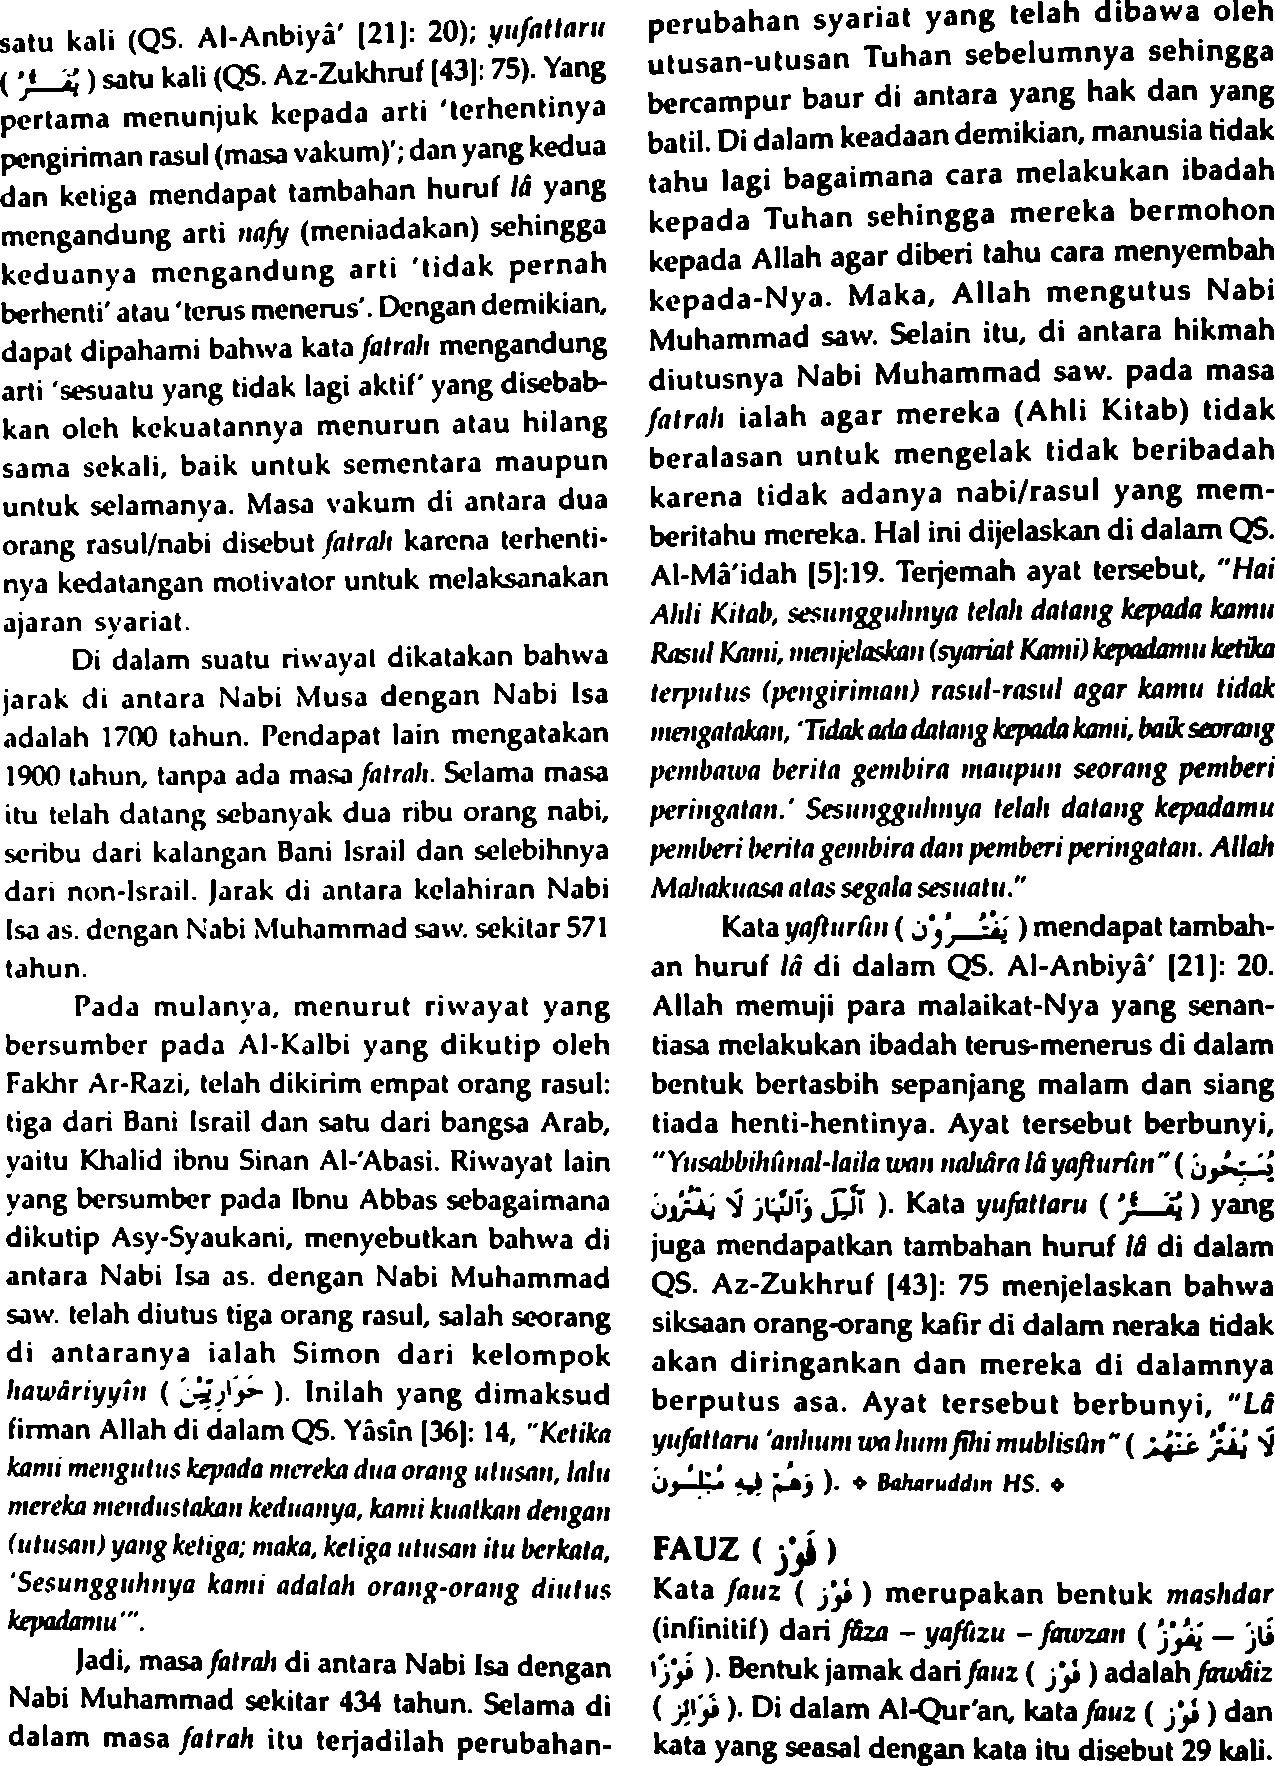 satu kali (QS. Al-Anbiyâ' [21]: 20); yufattaru
( يُفَتَّرُ ) satu kali (QS. Az-Zukhruf [43]: 75). Yang
pertama menunjuk kepada arti 'terhentinya
pengiriman rasul (masa vakum)'; dan yang kedua
dan ketiga mendapat tambahan huruf lâ yang
mengandung arti nafy (meniadakan) sehingga
keduanya mengandung arti 'tidak pernah
berhenti' atau 'terus menerus'. Dengan demikian,
dapat dipahami bahwa kata fatrah mengandung
arti 'sesuatu yang tidak lagi aktif' yang disebab-
kan oleh kekuatannya menurun atau hilang
sama sekali, baik untuk sementara maupun
untuk selamanya. Masa vakum di antara dua
orang rasul/nabi disebut fatrah karena terhenti-
nya kedatangan motivator untuk melaksanakan
ajaran syariat.
Di dalam suatu riwayat dikatakan bahwa
jarak di antara Nabi Musa dengan Nabi Isa
adalah 1700 tahun. Pendapat lain mengatakan
1900 tahun, tanpa ada masa fatrah. Selama masa
itu telah datang sebanyak dua ribu orang nabi,
seribu dari kalangan Bani Israil dan selebihnya
dari non-Israil. Jarak di antara kelahiran Nabi
Isa as. dengan Nabi Muhammad saw. sekitar 571
tahun.
Pada mulanya, menurut riwayat yang
bersumber pada Al-Kalbi yang dikutip oleh
Fakhr Ar-Razi, telah dikirim empat orang rasul:
tiga dari Bani Israil dan satu dari bangsa Arab,
yaitu Khalid ibnu Sinan Al-'Abasi. Riwayat lain
yang bersumber pada Ibnu Abbas sebagaimana
dikutip Asy-Syaukani, menyebutkan bahwa di
antara Nabi Isa as. dengan Nabi Muhammad
saw. telah diutus tiga orang rasul, salah seorang
di antaranya ialah Simon dari kelompok
hawâriyyîn ( حَوَارِيِّيْنَ ). Inilah yang dimaksud
firman Allah di dalam QS. Yâsîn [36]: 14, "Ketika
kami mengutus kepada mereka dua orang utusan, lalu
mereka mendustakan keduanya, kami kuatkan dengan
(utusan) yang ketiga; maka, ketiga utusan itu berkata,
'Sesungguhnya kami adalah orang-orang diutus
kepadamu'".
Jadi, masa fatrah di antara Nabi Isa dengan
Nabi Muhammad sekitar 434 tahun. Selama di
dalam masa fatrah itu terjadilah perubahan-
perubahan syariat yang telah dibawa oleh
utusan-utusan Tuhan sebelumnya sehingga
bercampur baur di antara yang hak dan yang
batil. Di dalam keadaan demikian, manusia tidak
tahu lagi bagaimana cara melakukan ibadah
kepada Tuhan sehingga mereka bermohon
kepada Allah agar diberi tahu cara menyembah
kepada-Nya. Maka, Allah mengutus Nabi
Muhammad saw. Selain itu, di antara hikmah
diutusnya Nabi Muhammad saw. pada masa
fatrah ialah agar mereka (Ahli Kitab) tidak
beralasan untuk mengelak tidak beribadah
karena tidak adanya nabi/rasul yang mem-
beritahu mereka. Hal ini dijelaskan di dalam QS.
Al-Mâ'idah [5]:19. Terjemah ayat tersebut, "Hai
Ahli Kitab, sesungguhnya telah datang kepada kamu
Rasul Kami, menjelaskan (syariat Kami) kepadamu ketika
terputus (pengiriman) rasul-rasul agar kamu tidak
mengatakan, 'Tidak ada datang kepada kami, baik seorang
pembawa berita gembira maupun seorang pemberi
peringatan.' Sesungguhnya telah datang kepadamu
pemberi berita gembira dan pemberi peringatan. Allah
Mahakuasa atas segala sesuatu."
Kata yafturûn ( يَفْتُرُوْنَ ) mendapat tambah-
an huruf lâ di dalam QS. Al-Anbiyâ' [21]: 20.
Allah memuji para malaikat-Nya yang senan-
tiasa melakukan ibadah terus-menerus di dalam
bentuk bertasbih sepanjang malam dan siang
tiada henti-hentinya. Ayat tersebut berbunyi,
"Yusabbihûnal-laila wan nahâra lâ yafturûn" ( يُسَبِّحُونَ
ٱلَّيْلَ وَٱلنَّهَارَ لَا يَفْتُرُونَ ). Kata yufattaru ( يُفَتَّرُ ) yang
juga mendapatkan tambahan huruf lâ di dalam
QS. Az-Zukhruf [43]: 75 menjelaskan bahwa
siksaan orang-orang kafir di dalam neraka tidak
akan diringankan dan mereka di dalamnya
berputus asa. Ayat tersebut berbunyi, "Lâ
yufattaru 'anhum wa hum fîhi mublisûn" ( لَا يُفَتَّرُ عَنْهُمْ
وَهُمْ فِيهِ مُبْلِسُونَ ). ❖ Baharuddin HS. ❖
FAUZ ( فَوْز )
Kata fauz ( فَوْز ) merupakan bentuk mashdar
(infinitif) dari fâza – yafûzu – fawzan ( فَازَ – يَفُوْزُ
فَوْزًا ). Bentuk jamak dari fauz ( فَوْز ) adalah fawâiz
( فَوَائِز ). Di dalam Al-Qur'an, kata fauz ( فَوْز ) dan
kata yang seasal dengan kata itu disebut 29 kali.